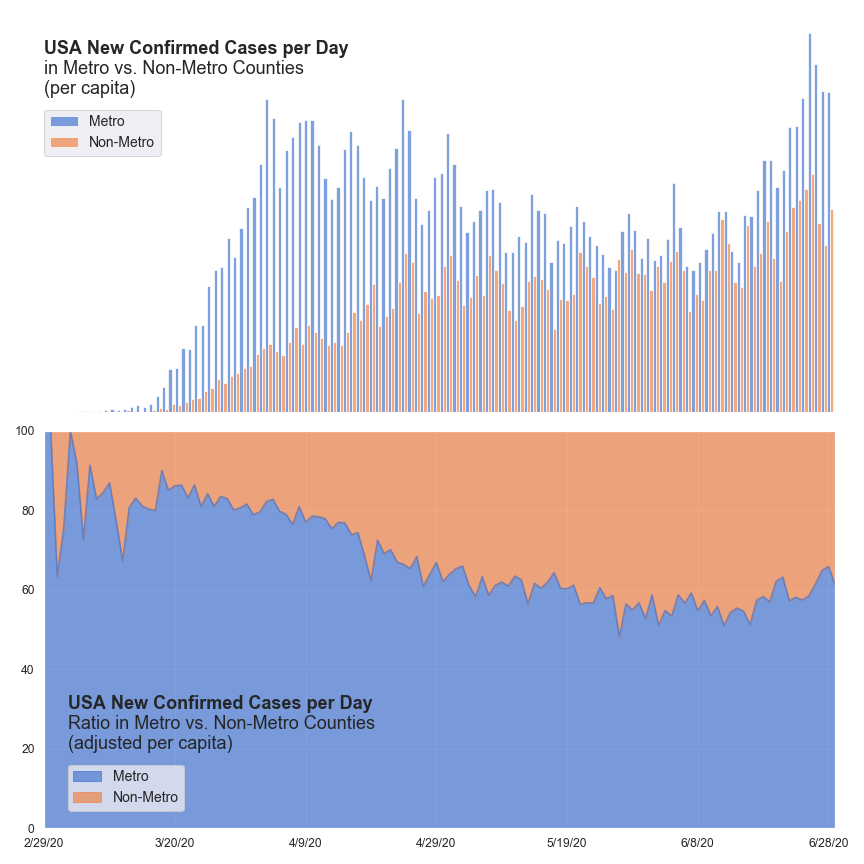 USA New Confirmed Cases per Day
in Metro vs. Non-Metro Counties
(per capita)
Metro
Non-Metro
100
80
60
40
20
0
USA New Confirmed Cases per Day
Ratio in Metro vs. Non-Metro Counties
(adjusted per capita)
Metro
Non-Metro
2/29/20 3/20/20 4/9/20 4/29/20 5/19/20 6/8/20 6/28/20